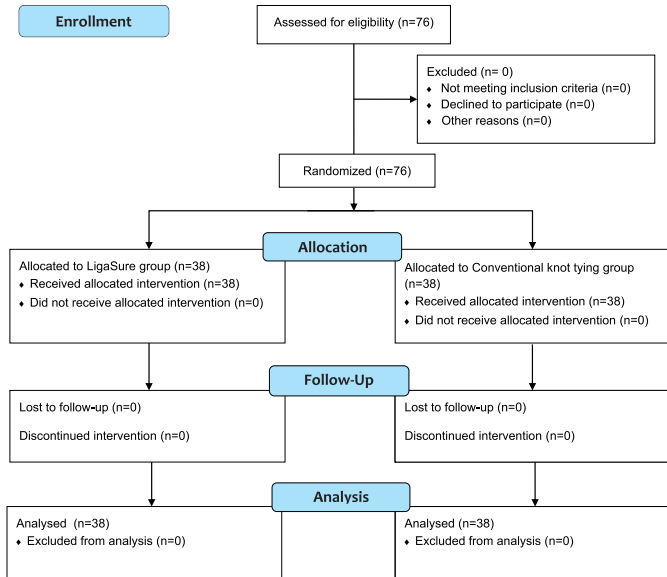 Enrollment
Assessed for eligibility (n=76)
Excluded (n= 0)
♦ Not meeting inclusion criteria (n=0)
♦ Declined to participate (n=0)
♦ Other reasons (n=0)
Randomized (n=76)
Allocation
Allocated to LigaSure group (n=38)
♦ Received allocated intervention (n=38)
♦ Did not receive allocated intervention (n=0)
Allocated to Conventional knot tying group
(n=38)
♦ Received allocated intervention (n=38)
♦ Did not receive allocated intervention (n=0)
Follow-Up
Lost to follow-up (n=0)
Discontinued intervention (n=0)
Lost to follow-up (n=0)
Discontinued intervention (n=0)
Analysis
Analysed (n=38)
♦ Excluded from analysis (n=0)
Analysed (n=38)
♦ Excluded from analysis (n=0)